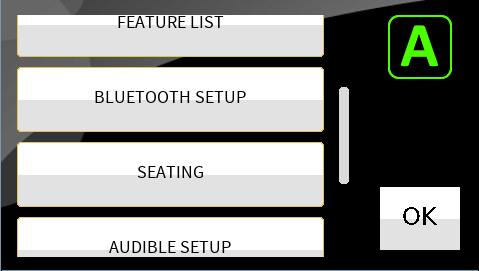 FEATURE LIST
A
BLUETOOTH SETUP
SEATING
OK
AUDIBLE SETUP